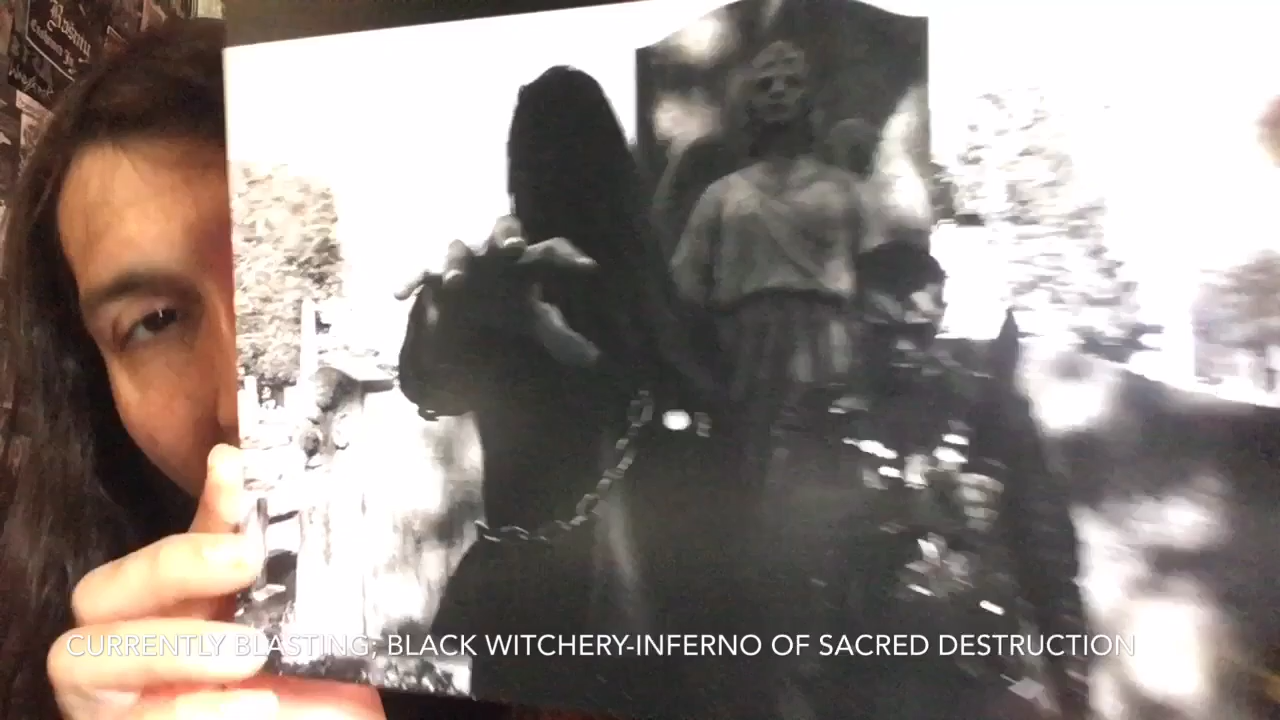 CURRENTLY BLASTING; BLACK WITCHERY-INFERNO OF SACRED DESTRUCTION